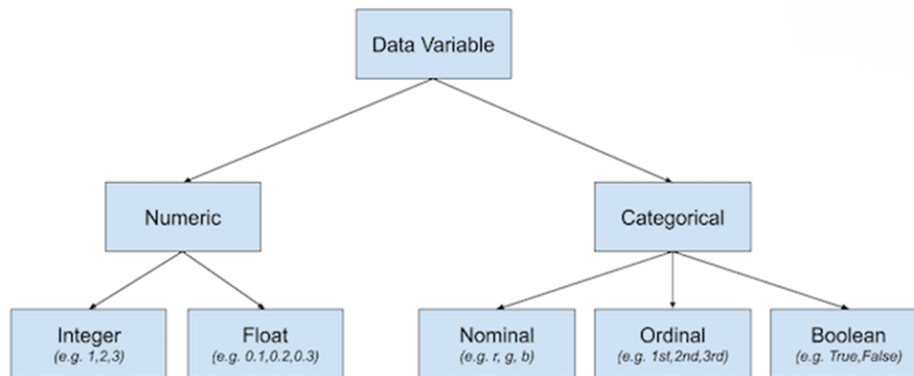 Data Variable
Numeric
Categorical
Integer
(e.g. 1,2,3)
Float
(e.g. 0.1,0.2,0.3)
Nominal
(e.g. r, g, b)
Ordinal
(e.g. 1st,2nd,3rd)
Boolean
(e.g. True,False)